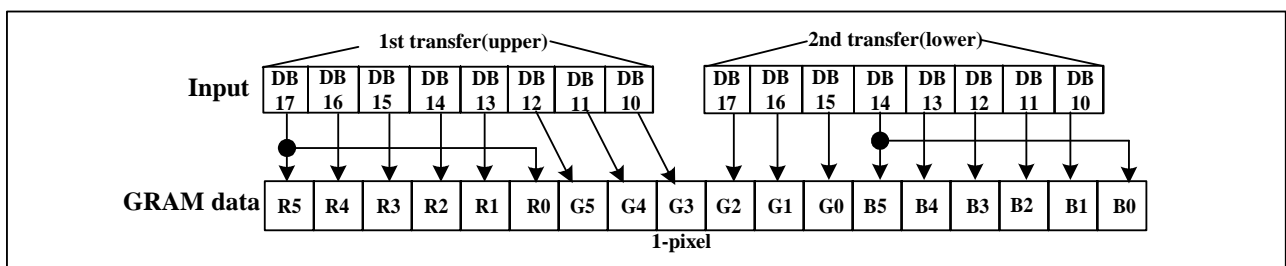 1st transfer(upper) 2nd transfer(lower)
Input DB 17 DB 16 DB 15 DB 14 DB 13 DB 12 DB 11 DB 10 DB 17 DB 16 DB 15 DB 14 DB 13 DB 12 DB 11 DB 10
GRAM data R5 R4 R3 R2 R1 R0 G5 G4 G3 G2 G1 G0 B5 B4 B3 B2 B1 B0
1-pixel